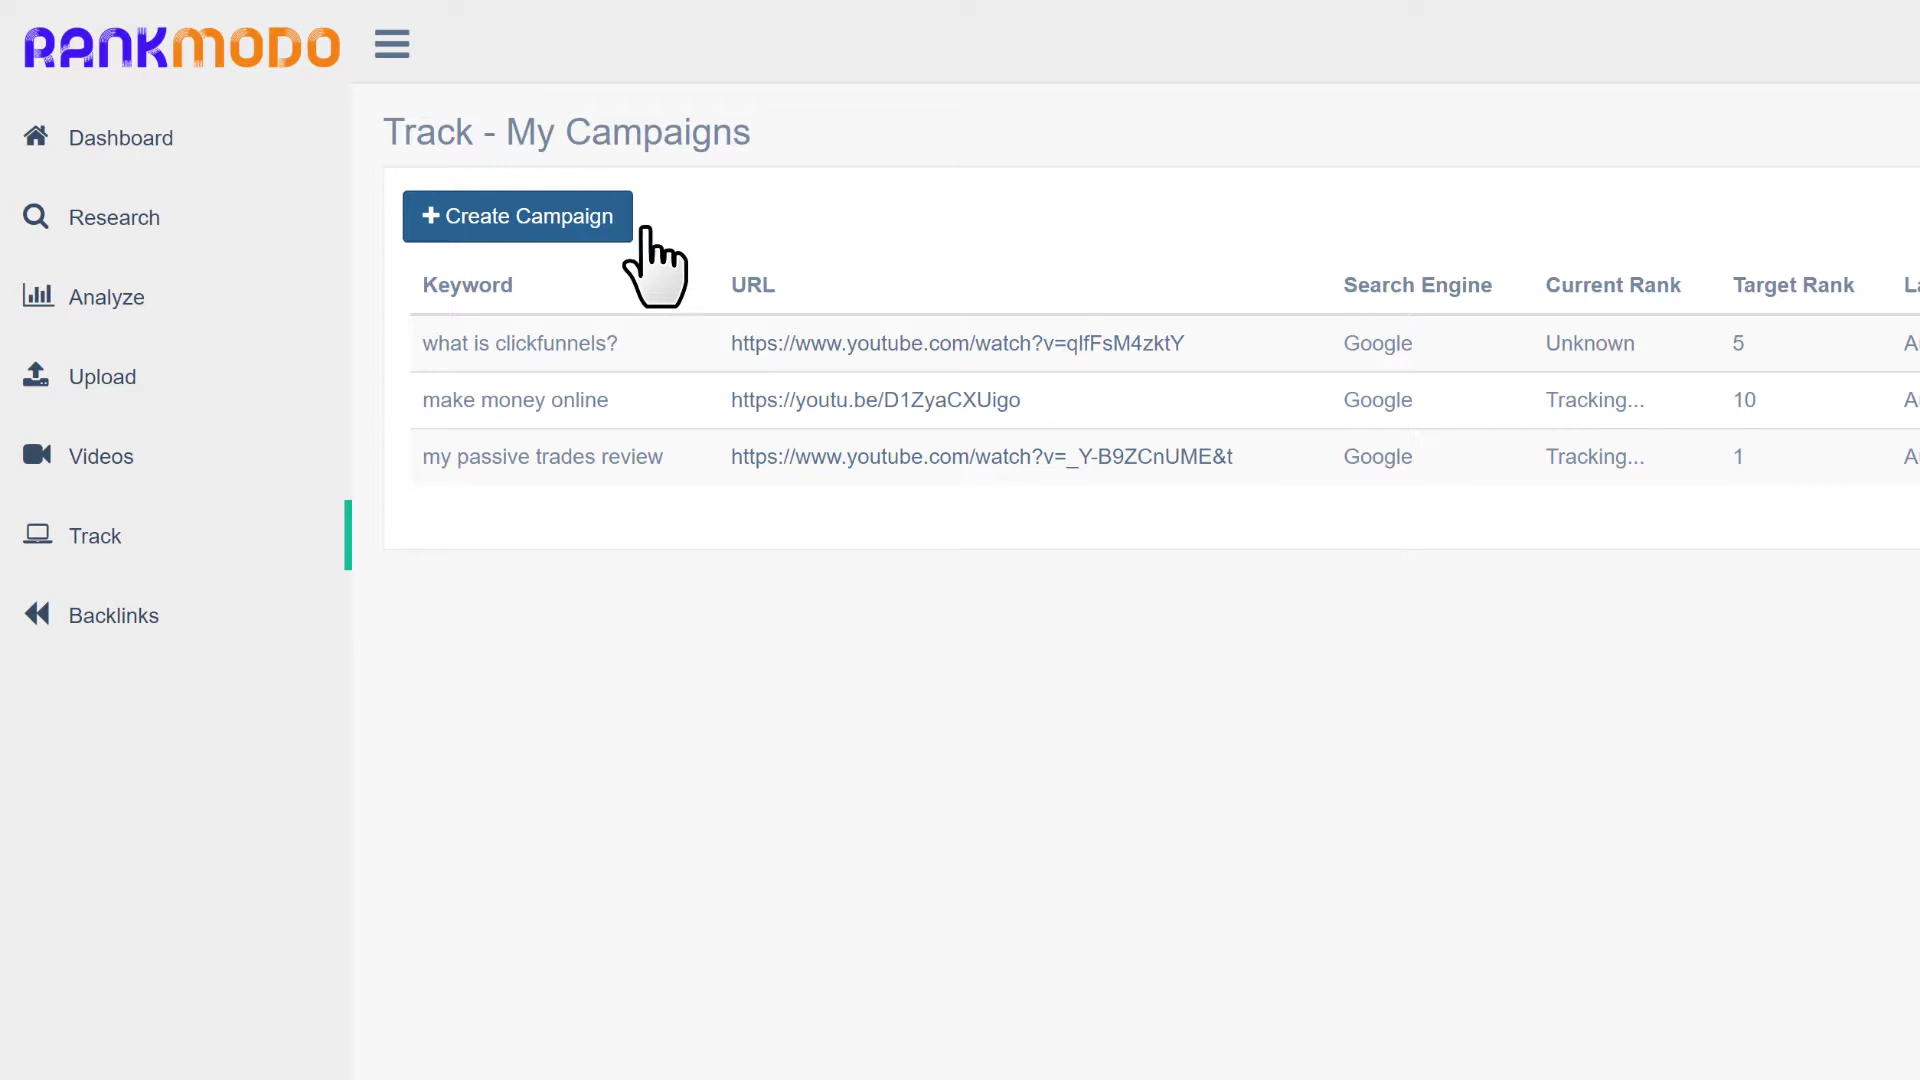 RANKMODO
Dashboard
Research
Analyze
Upload
Videos
Track
Backlinks
Track - My Campaigns
Create Campaign
Keyword URL Search Engine Current Rank Target Rank
what is clickfunnels? https://www.youtube.com/watch?v=qlfFsM4zktY Google Unknown 5
make money online https://youtu.be/D1ZyaCXUigo Google Tracking... 10
my passive trades review https://www.youtube.com/watch?v=_Y-B9ZCnUME&t Google Tracking... 1